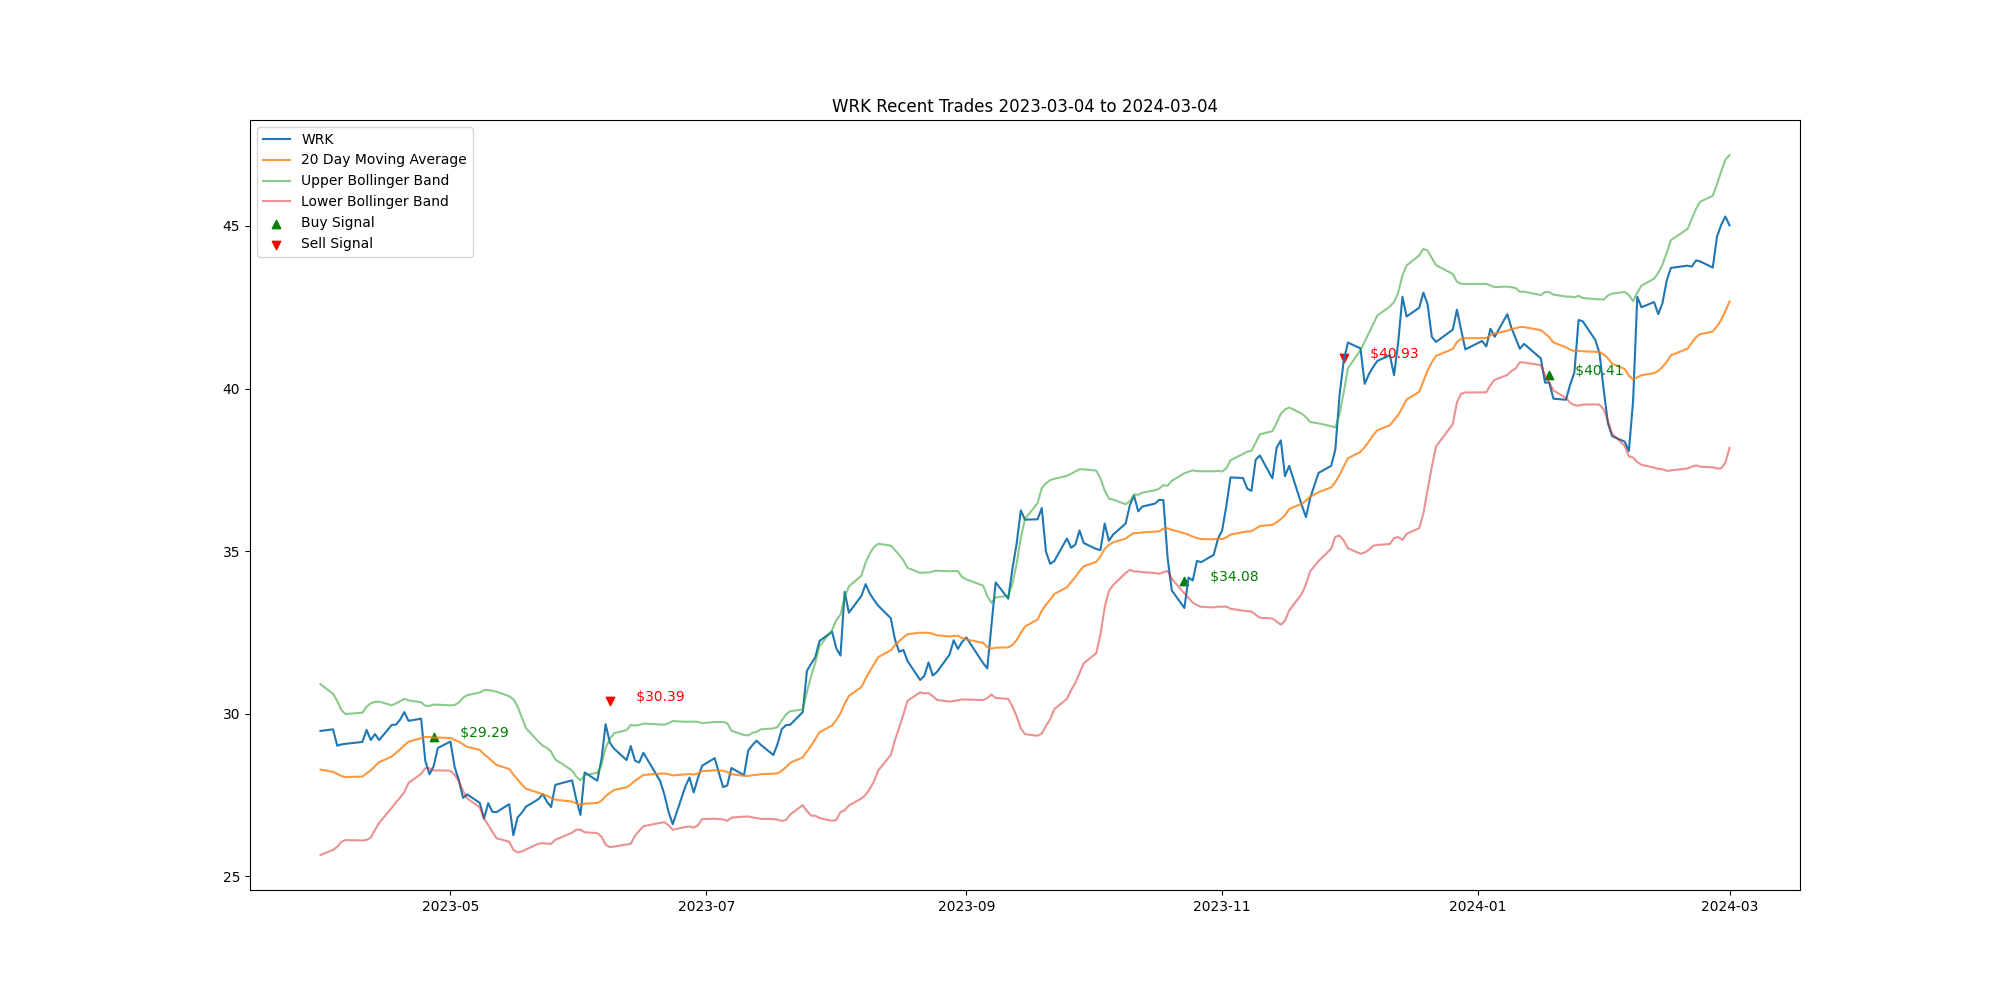 WRK Recent Trades 2023-03-04 to 2024-03-04
WRK
20 Day Moving Average
Upper Bollinger Band
Lower Bollinger Band
Buy Signal
Sell Signal
45
40
35
30
25
$40.93
$40.41
$34.08
$30.39
$29.29
2023-05
2023-07
2023-09
2023-11
2024-01
2024-03